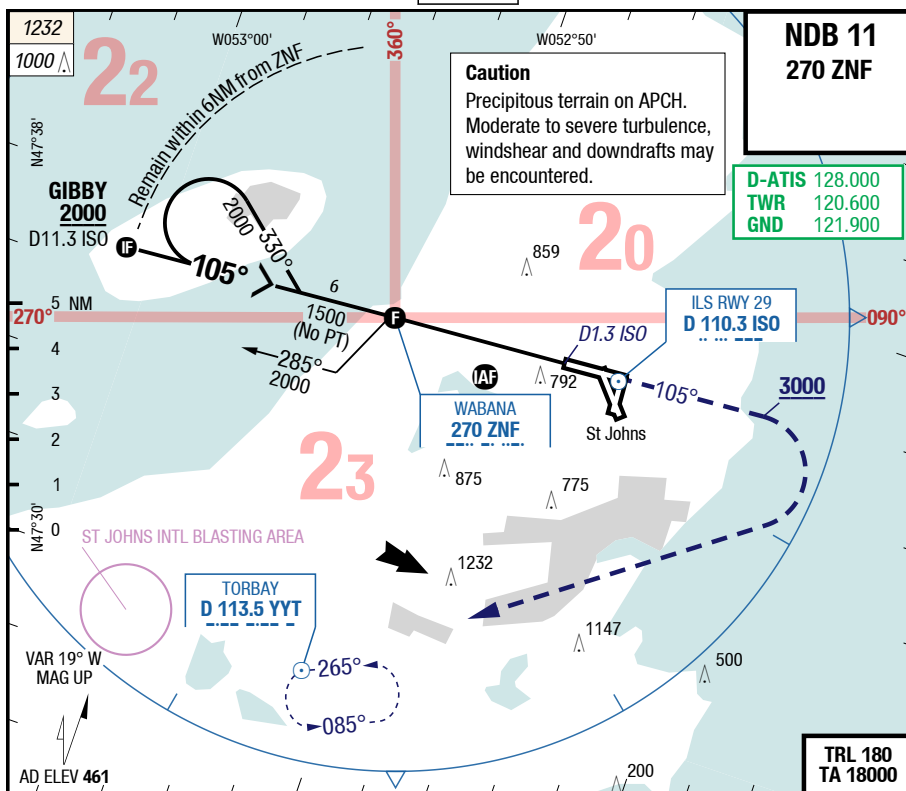 1232
1000
22
W053°00'
360°
W052°50'
NDB 11
270 ZNF
Caution
Precipitous terrain on APCH.
Moderate to severe turbulence,
windshear and downdrafts may
be encountered.
N47°38'
Remain within 6NM from ZNF
D-ATIS 128.000
TWR 120.600
GND 121.900
GIBBY
2000
D11.3 ISO
IF
2000
330°
105°
859
20
6
1500
(No PT)
5 NM
270°
F
ILS RWY 29
D 110.3 ISO
090°
D1.3 ISO
4
285°
2000
IAF
792
105°
3000
3
WABANA
270 ZNF
St Johns
2
23
875
775
1
N47°30'
0
ST JOHNS INTL BLASTING AREA
1232
TORBAY
D 113.5 YYT
1147
500
VAR 19° W
MAG UP
265°
085°
AD ELEV 461
200
TRL 180
TA 18000